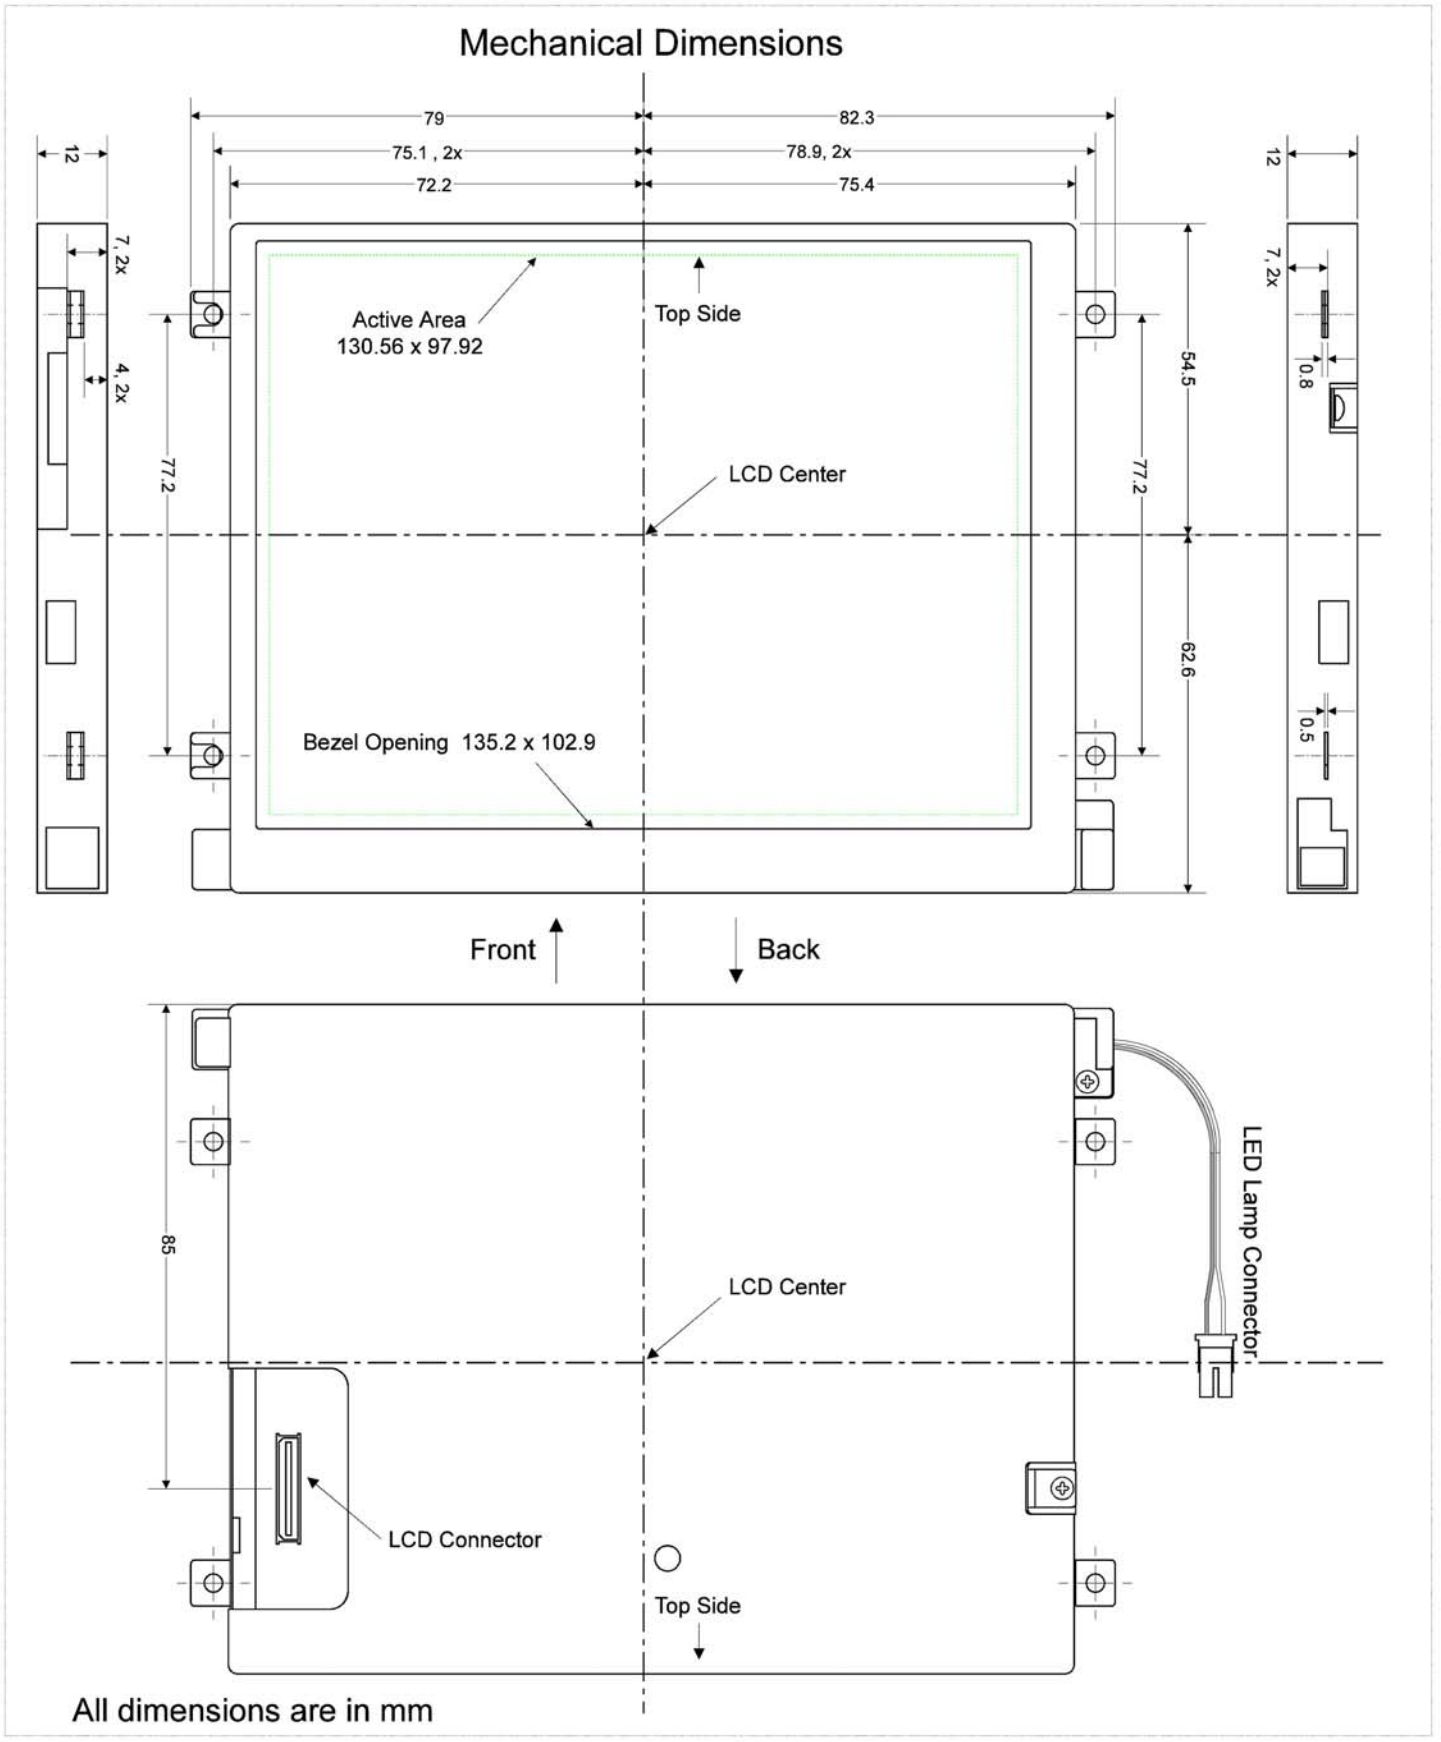 Mechanical Dimensions
79
82.3
75.1 , 2x
78.9, 2x
72.2
75.4
12
12
7, 2x
7, 2x
Active Area
130.56 x 97.92
Top Side
54.5
0.8
4, 2x
77.2
LCD Center
77.2
62.6
0.5
Bezel Opening 135.2 x 102.9
Front
Back
LED Lamp Connector
85
LCD Center
LCD Connector
Top Side
All dimensions are in mm